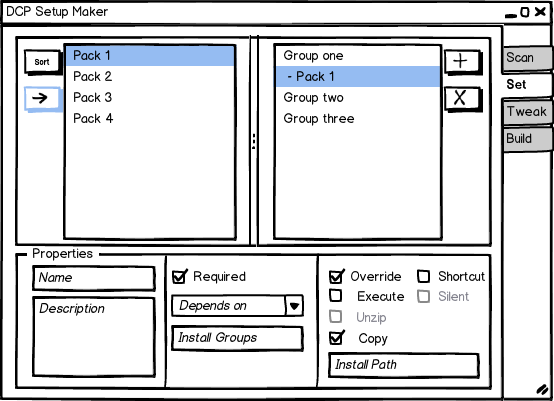 DCP Setup Maker
Sort
Pack 1
Pack 2
Pack 3
Pack 4
Group one
- Pack 1
Group two
Group three
+
X
Scan
Set
Tweak
Build
Properties
Name
Description
Required
Depends on
Install Groups
Override
Shortcut
Execute
Silent
Unzip
Copy
Install Path